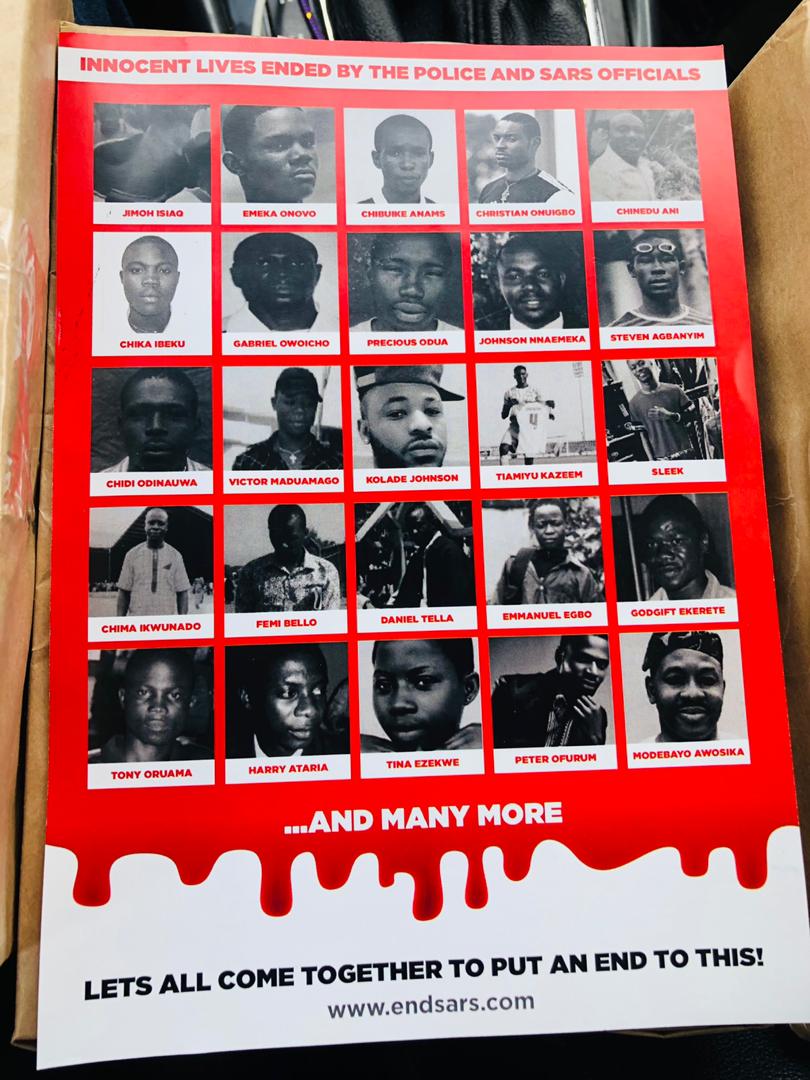 INNOCENT LIVES ENDED BY THE POLICE AND SARS OFFICIALS
JIMOH ISIAQ
EMEKA ONOVO
CHIBUIKE ANAMS
CHRISTIAN ONUIGBO
CHINEDU ANI
CHIKA IBEKU
GABRIEL OWOICHO
PRECIOUS ODUA
JOHNSON NNAEMEKA
STEVEN AGBANYIM
CHIDI ODINAUWA
VICTOR MADUAMAGO
KOLADE JOHNSON
TIAMIYU KAZEEM
SLEEK
CHIMA IKWUNADO
FEMI BELLO
DANIEL TELLA
EMMANUEL EGBO
GODGIFT EKERETE
TONY ORUAMA
HARRY ATARIA
TINA EZEKWE
PETER OFURUM
MODEBAYO AWOSIKA
...AND MANY MORE
LETS ALL COME TOGETHER TO PUT AN END TO THIS!
www.endsars.com